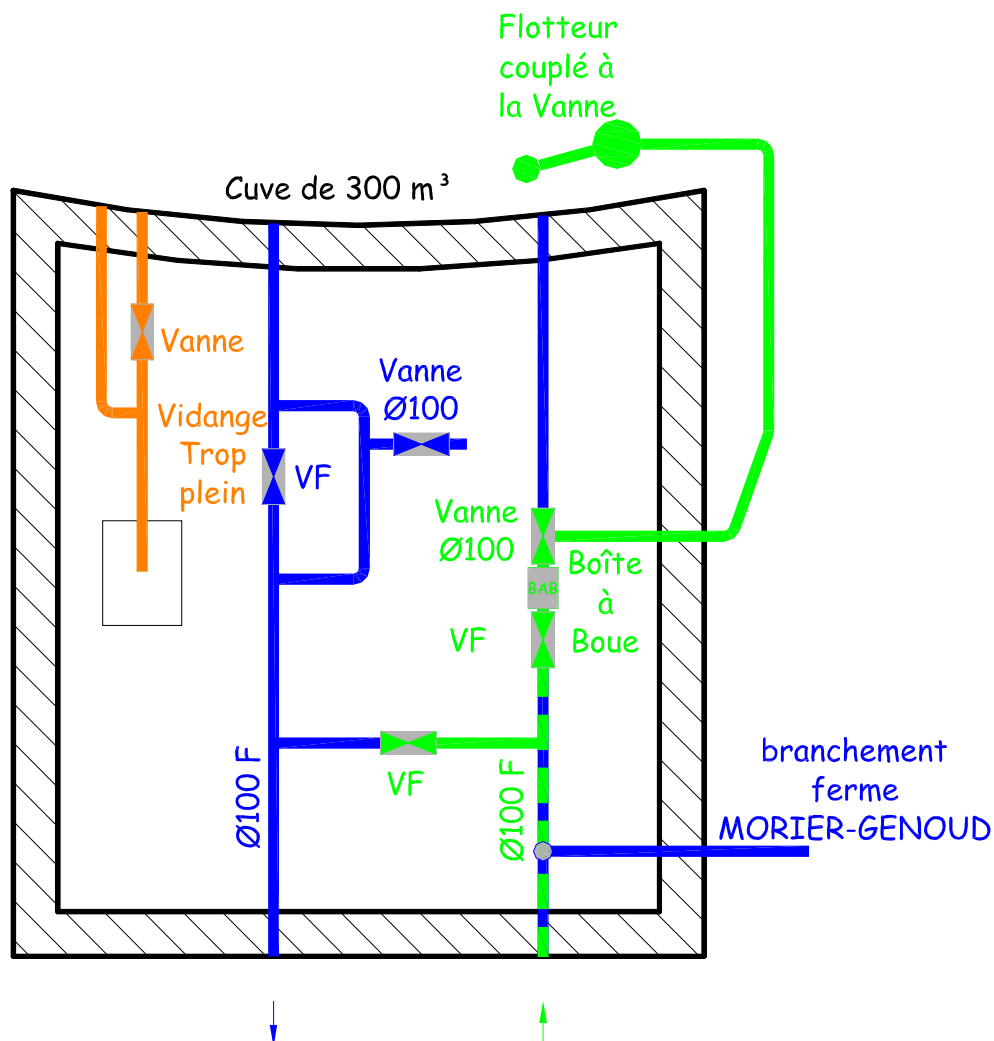 Flotteur
couplé à
la Vanne
Cuve de 300 m³
Vanne
Vanne
Ø100
Vidange
Trop
plein
VF
Vanne
Ø100
Boîte
à
Boue
BAB
VF
VF
Ø100 F
Ø100 F
branchement
ferme
MORIER-GENOUD